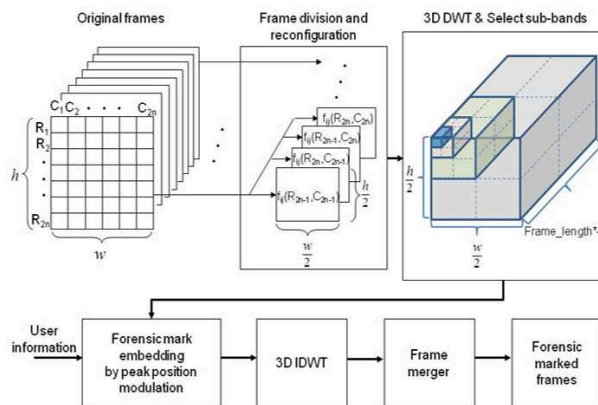 Original frames
Frame division and
reconfiguration
3D DWT & Select sub-bands
C1 C2 · · · C2n
R1
R2
R2n
h
w
fij(R2n,C2n)
fij(R2n-1,C2n)
fij(R2n,C2n-1)
fij(R2n-1,C2n-1)
h/2
w/2
h/2
w/2
User
information
Forensic mark
embedding
by peak position
modulation
3D IDWT
Frame
merger
Forensic
marked
frames